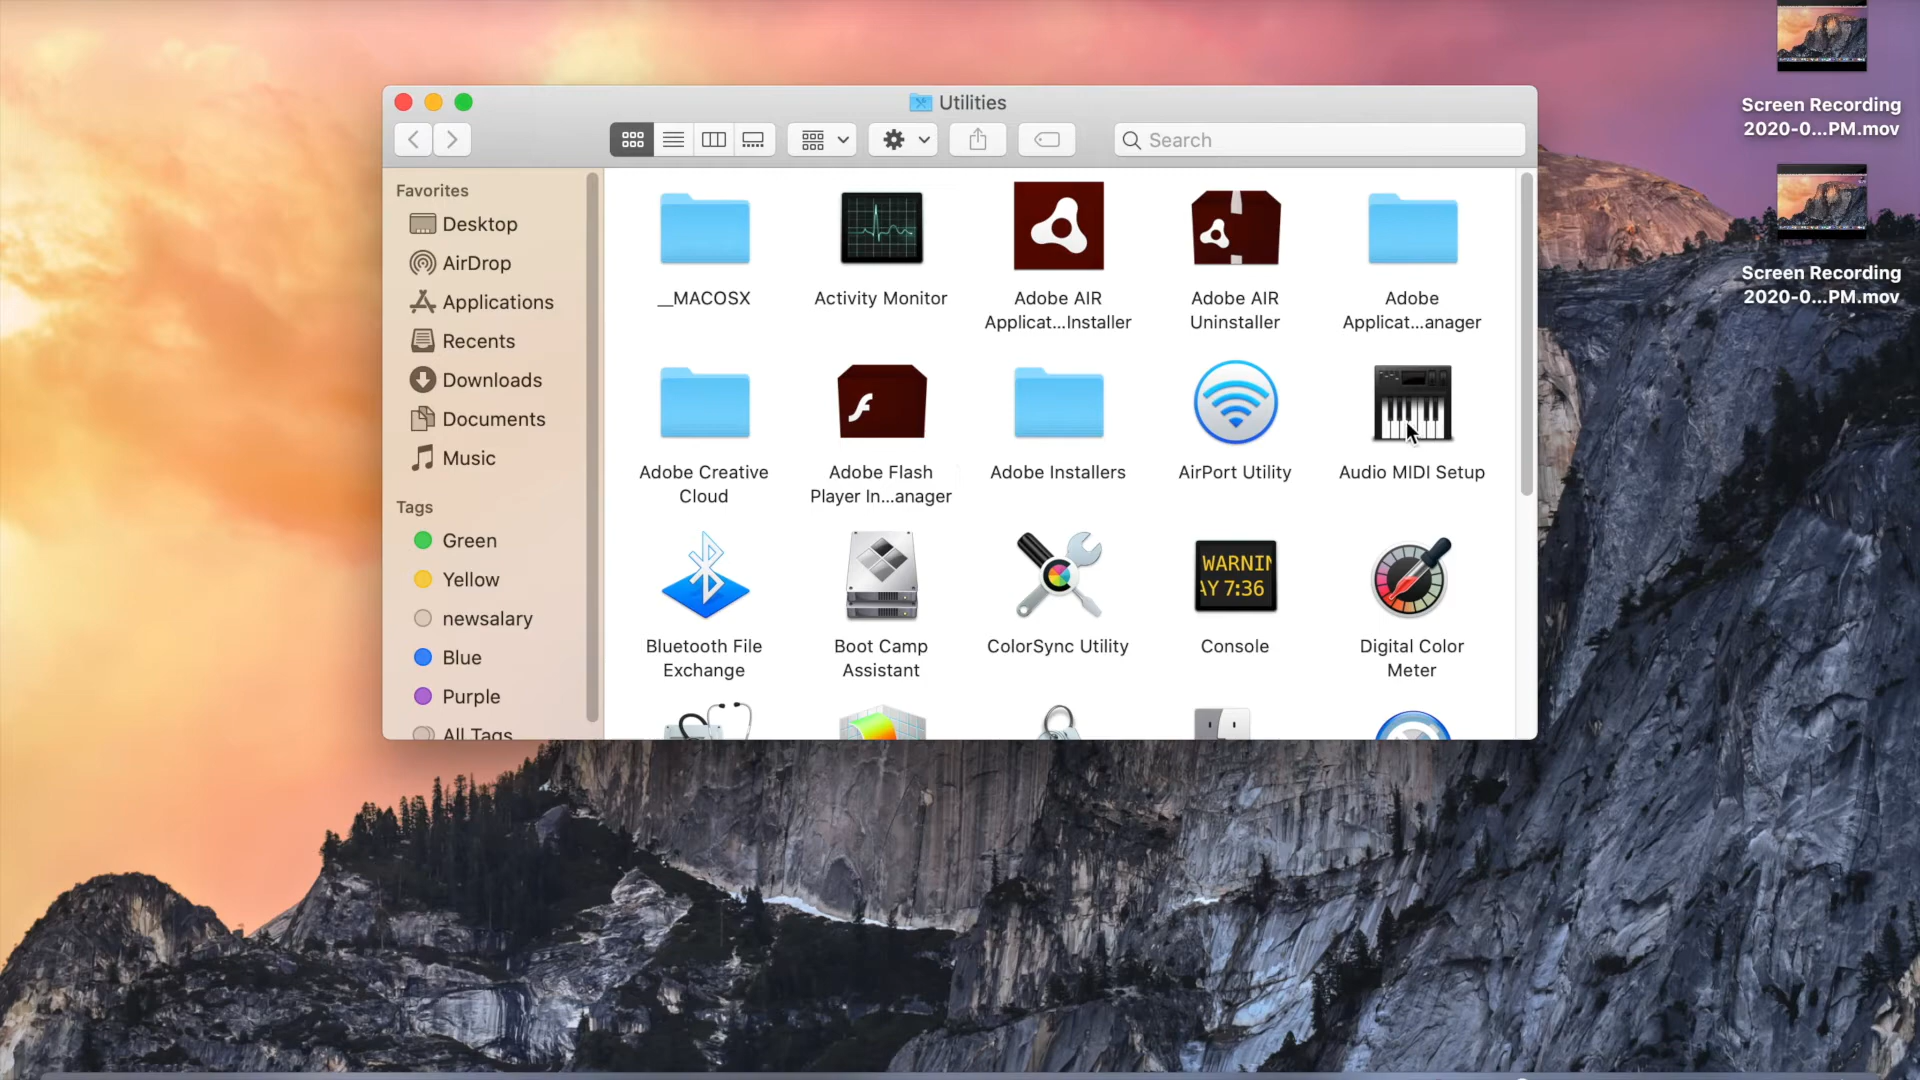 Utilities
Search
Screen Recording
2020-0...PM.mov
Screen Recording
2020-0...PM.mov
Favorites
Desktop
AirDrop
Applications
Recents
Downloads
Documents
Music
Tags
Green
Yellow
newsalary
Blue
Purple
All Tags
__MACOSX
Activity Monitor
Adobe AIR
Applicat...Installer
Adobe AIR
Uninstaller
Adobe
Applicat...anager
Adobe Creative
Cloud
Adobe Flash
Player In...anager
Adobe Installers
AirPort Utility
Audio MIDI Setup
WARNIN
AY 7:36
Bluetooth File
Exchange
Boot Camp
Assistant
ColorSync Utility
Console
Digital Color
Meter